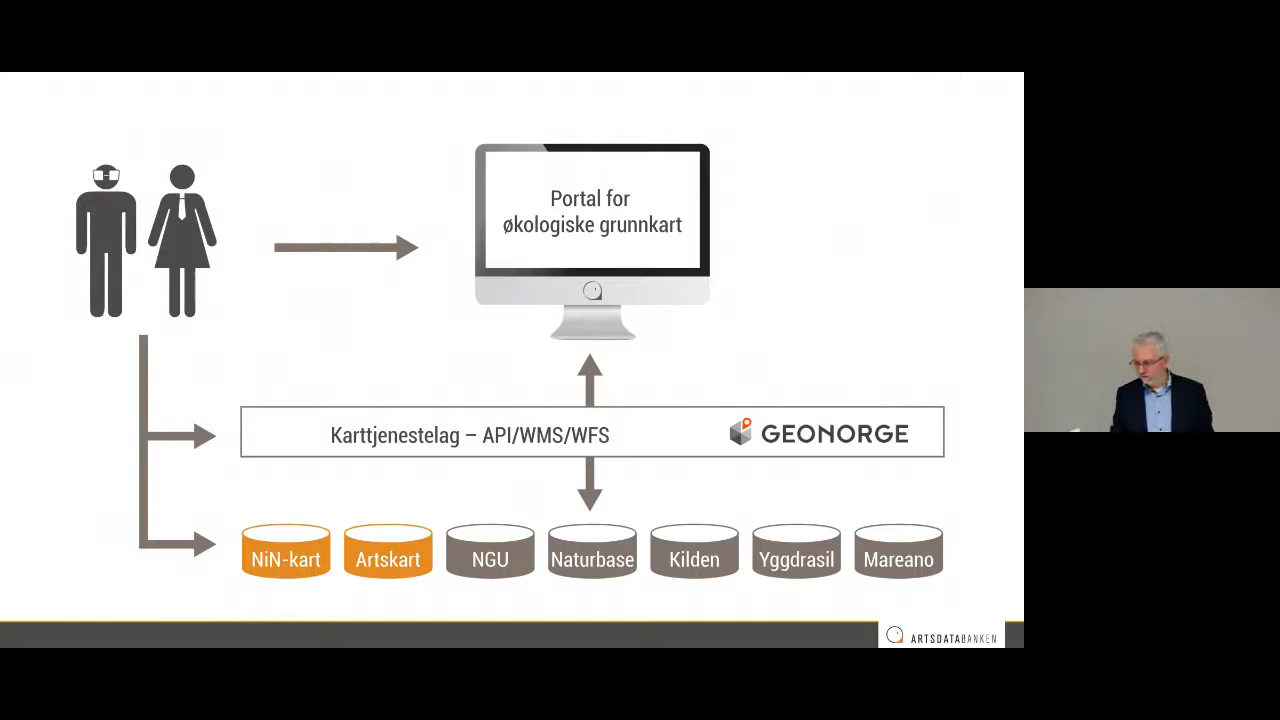 Portal for
økologiske grunnkart
Karttjenestelag – API/WMS/WFS
GEONORGE
NiN-kart
Artskart
NGU
Naturbase
Kilden
Yggdrasil
Mareano
ARTSDATABANKEN